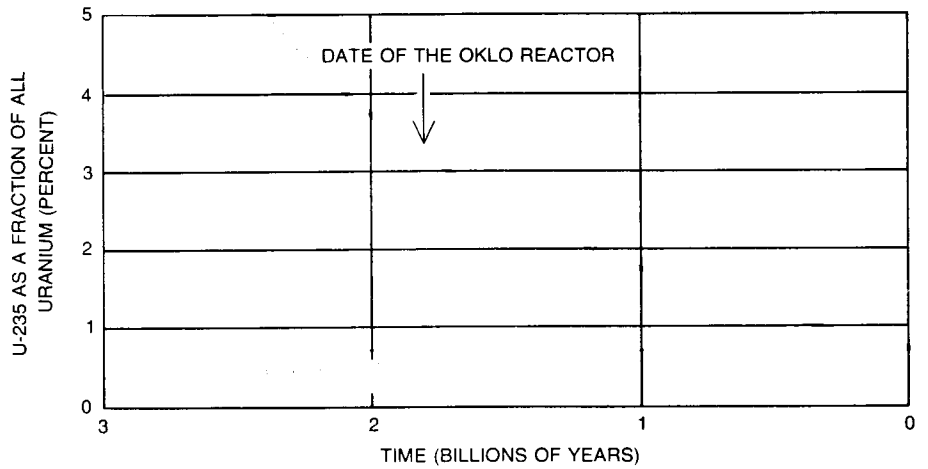 5
DATE OF THE OKLO REACTOR
4
3
2
1
0
U-235 AS A FRACTION OF ALL
URANIUM (PERCENT)
3 2 1 0
TIME (BILLIONS OF YEARS)